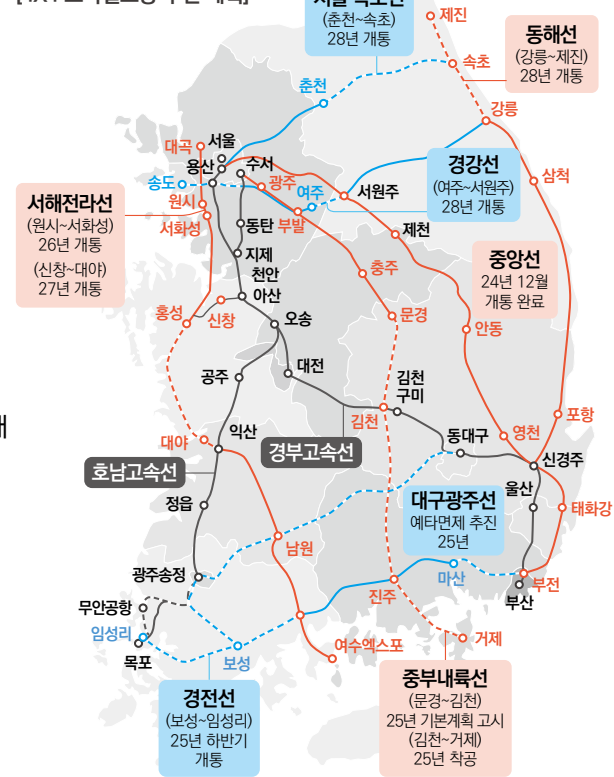 제진
(춘천~속초)
28년 개통
동해선
(강릉~제진)
28년 개통
속초
춘천
강릉
대곡
서울
용산
수서
송도
광주
여주
서원주
경강선
(여주~서원주)
28년 개통
삼척
서해전라선
(원시~서화성)
26년 개통
(신창~대야)
27년 개통
원시
서화성
동탄
부발
제천
지제
천안
아산
충주
중앙선
24년 12월
개통 완료
홍성
신창
오송
문경
안동
공주
대전
김천
구미
김천
대야
익산
경부고속선
동대구
영천
포항
신경주
호남고속선
울산
태화강
정읍
대구광주선
예타면제 추진
25년
남원
광주송정
마산
진주
부전
부산
무안공항
임성리
목포
보성
여수엑스포
거제
경전선
(보성~임성리)
25년 하반기
개통
중부내륙선
(문경~김천)
25년 기본계획 고시
(김천~거제)
25년 착공